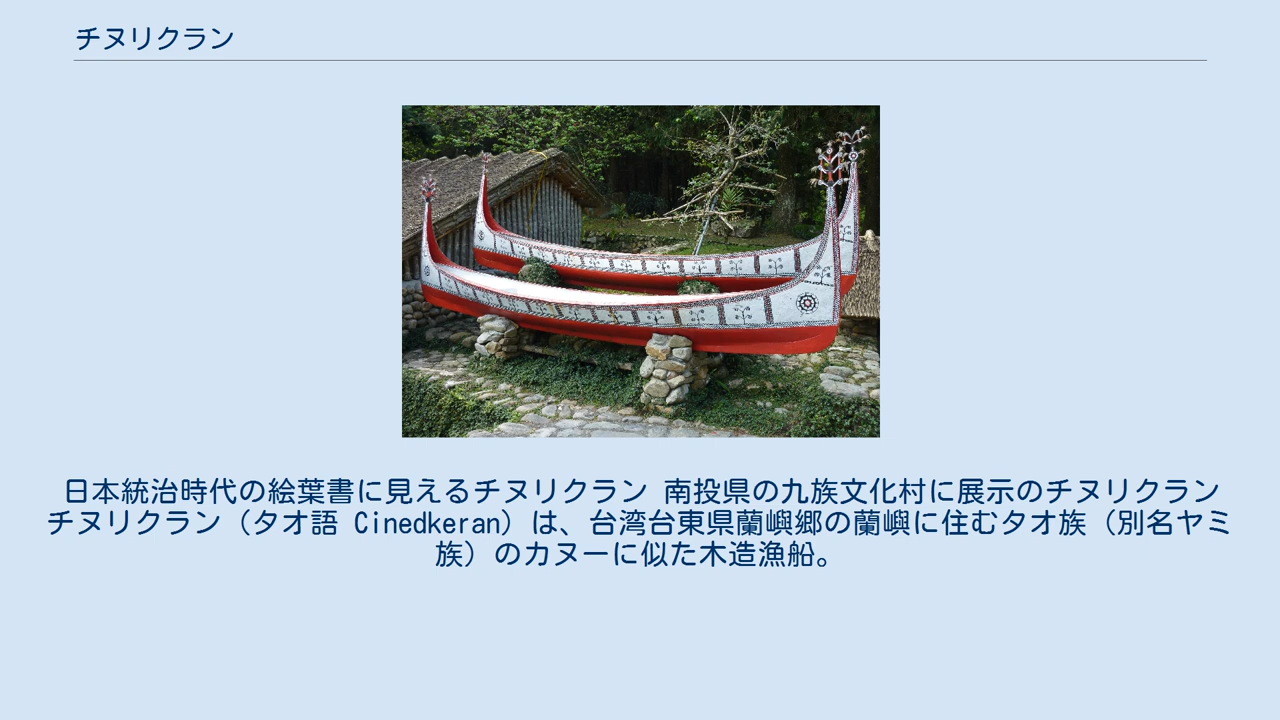 チヌリクラン
日本統治時代の絵葉書に見えるチヌリクラン 南投県の九族文化村に展示のチヌリクラン
チヌリクラン（タオ語 Cinedkeran）は、台湾台東県蘭嶼郷の蘭嶼に住むタオ族（別名ヤミ
族）のカヌーに似た木造漁船。